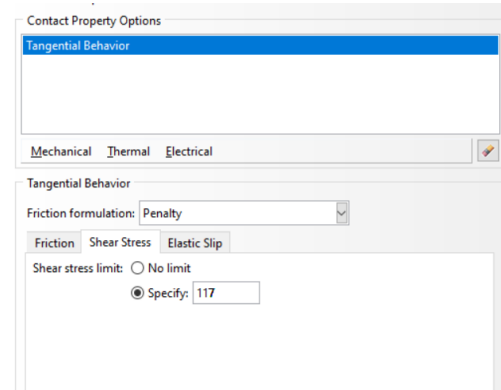 Contact Property Options
Tangential Behavior
Mechanical Thermal Electrical
Tangential Behavior
Friction formulation: Penalty
Friction Shear Stress Elastic Slip
Shear stress limit: No limit
Specify: 117